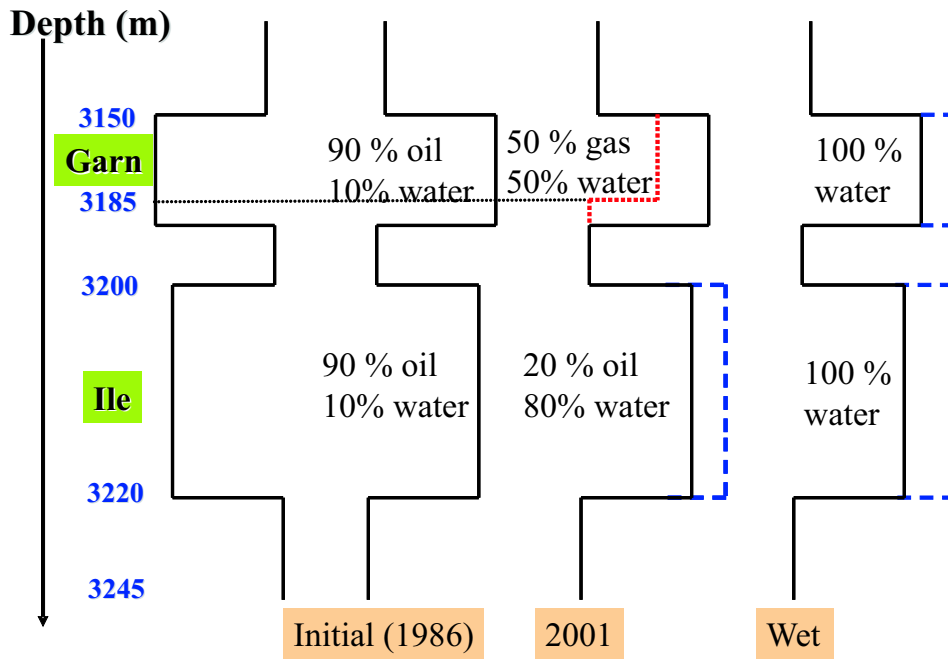 Depth (m)
3150
Garn
3185
3200
Ile
3220
3245
90 % oil
10% water
50 % gas
50% water
100 %
water
90 % oil
10% water
20 % oil
80% water
100 %
water
Initial (1986)
2001
Wet